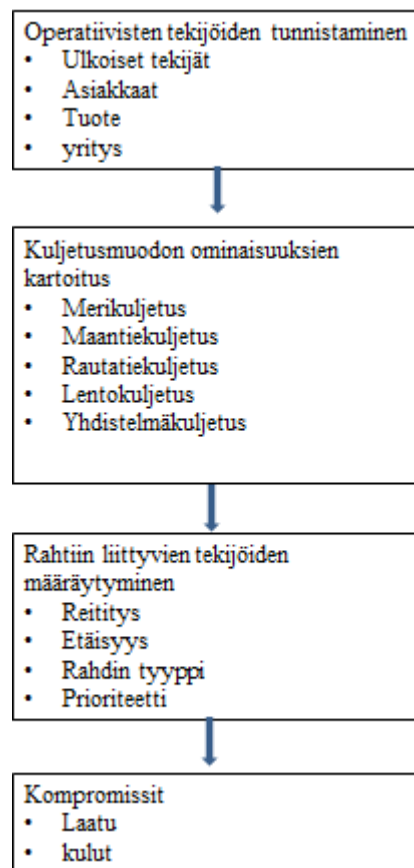 Operatiivisten tekijöiden tunnistaminen
• Ulkoiset tekijät
• Asiakkaat
• Tuote
• yritys
Kuljetusmuodon ominaisuuksien
kartoitus
• Merikuljetus
• Maantiekuljetus
• Rautatiekuljetus
• Lentokuljetus
• Yhdistelmäkuljetus
Rahtiin liittyvien tekijöiden
määräytyminen
• Reititys
• Etäisyys
• Rahdin tyyppi
• Prioriteetti
Kompromissit
• Laatu
• kulut